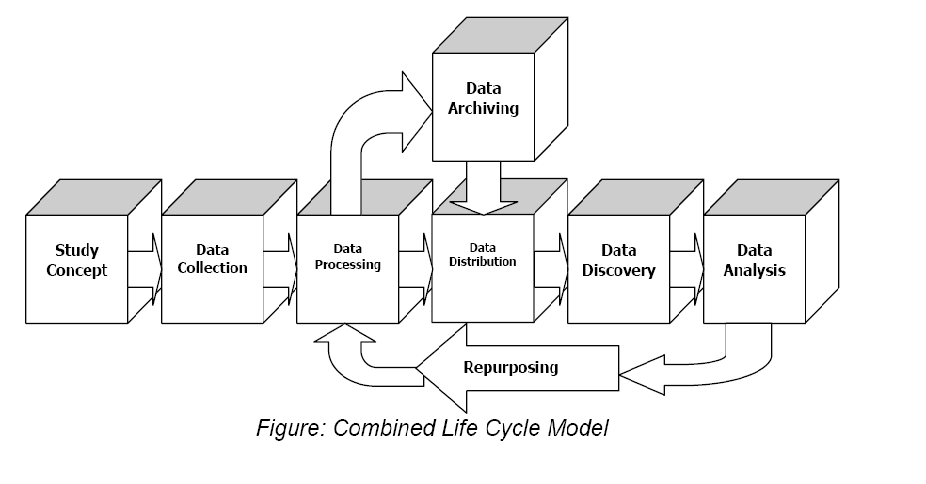 Data
Archiving
Study
Concept
Data
Collection
Data
Processing
Data
Distribution
Data
Discovery
Data
Analysis
Repurposing
Figure: Combined Life Cycle Model